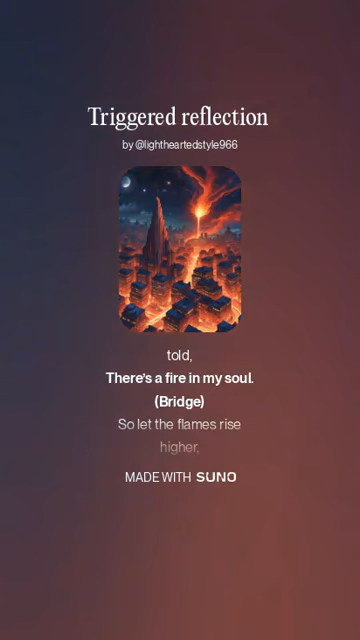 Triggered reflection
by @lightheartedstyle966
told,
There's a fire in my soul.
(Bridge)
So let the flames rise
higher,
MADE WITH SUNO